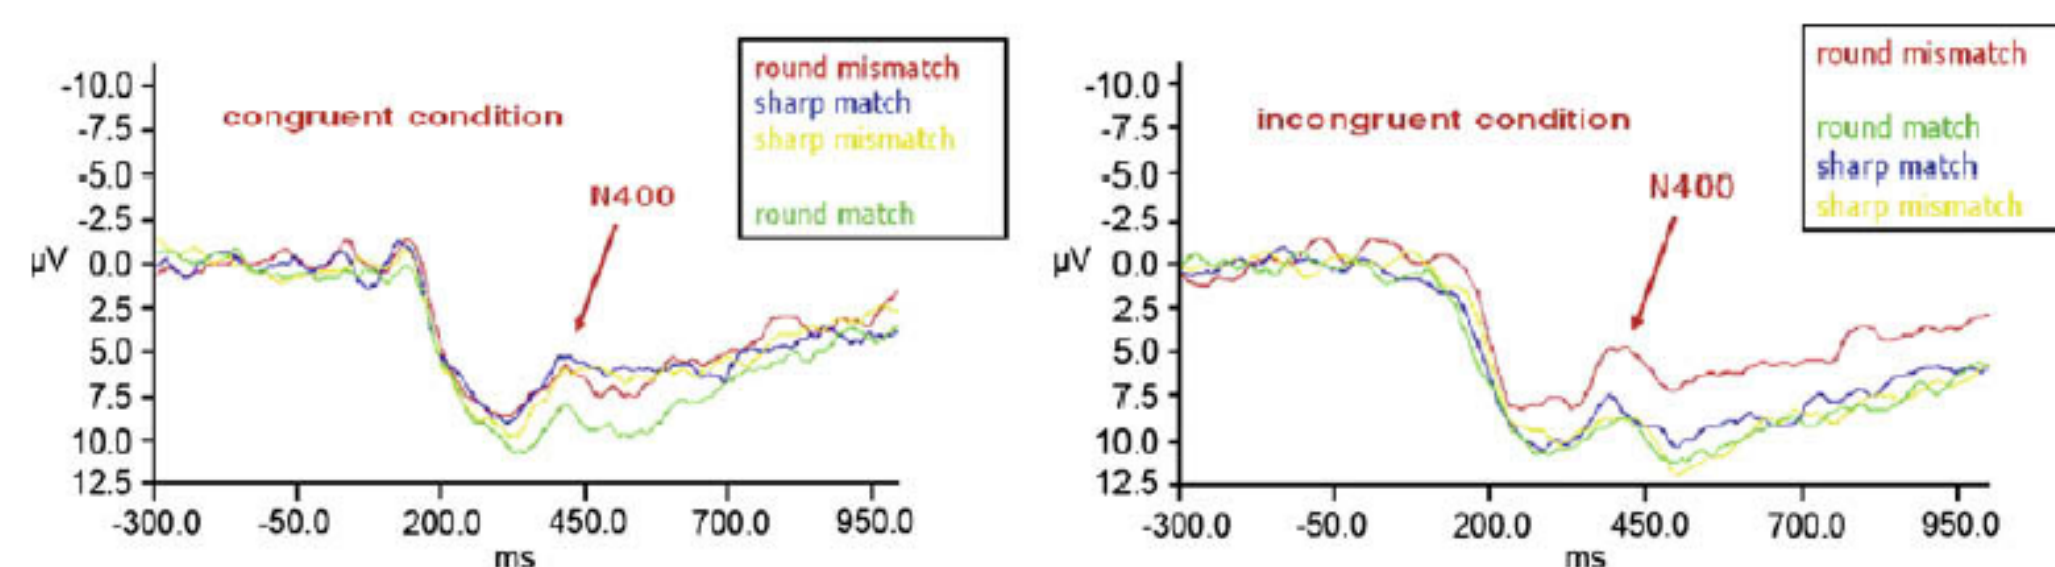 -10.0
-7.5
-5.0
-2.5
µV 0.0
2.5
5.0
7.5
10.0
12.5
-300.0 -50.0 200.0 450.0 700.0 950.0
ms
congruent condition
N400
round mismatch
sharp match
sharp mismatch
round match
-10.0
-7.5
-5.0
-2.5
µV 0.0
2.5
5.0
7.5
10.0
12.5
-300.0 -50.0 200.0 450.0 700.0 950.0
ms
incongruent condition
N400
round mismatch
round match
sharp match
sharp mismatch